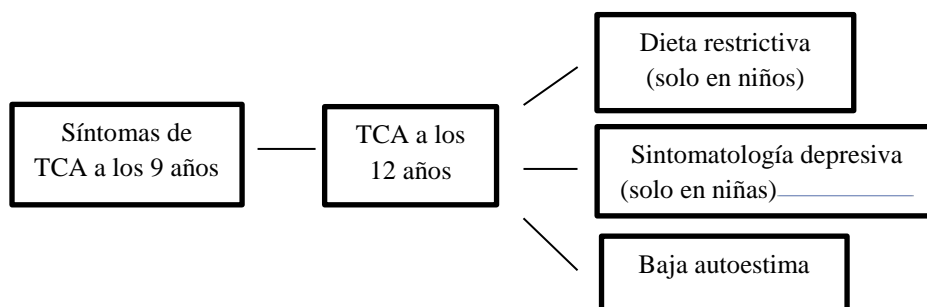 Dieta restrictiva
(solo en niños)
Síntomas de
TCA a los 9 años
TCA a los
12 años
Sintomatología depresiva
(solo en niñas)
Baja autoestima